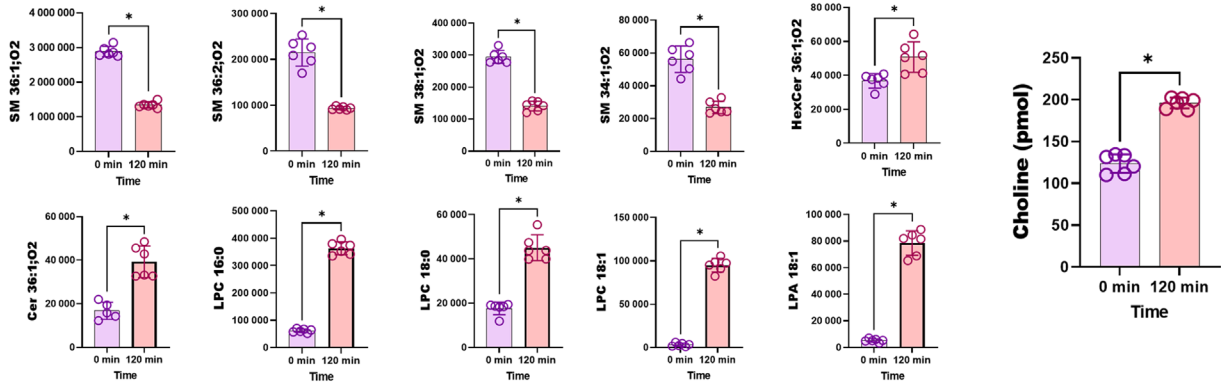 SM 36:1;O2
4 000 000
3 000 000
2 000 000
1 000 000
0
*
0 min 120 min
Time
SM 36:2;O2
300 000
200 000
100 000
0
*
0 min 120 min
Time
SM 38:1;O2
400 000
300 000
200 000
100 000
0
*
0 min 120 min
Time
SM 34:1;O2
80 000
60 000
40 000
20 000
0
*
0 min 120 min
Time
HexCer 36:1;O2
80 000
60 000
40 000
20 000
0
*
0 min 120 min
Time
Cer 36:1;O2
60 000
40 000
20 000
0
*
0 min 120 min
Time
LPC 16:0
500 000
400 000
300 000
200 000
100 000
0
*
0 min 120 min
Time
LPC 18:0
60 000
40 000
20 000
0
*
0 min 120 min
Time
LPC 18:1
150 000
100 000
50 000
0
*
0 min 120 min
Time
LPA 18:1
100 000
80 000
60 000
40 000
20 000
0
*
0 min 120 min
Time
Choline (pmol)
250
200
150
100
50
0
*
0 min 120 min
Time